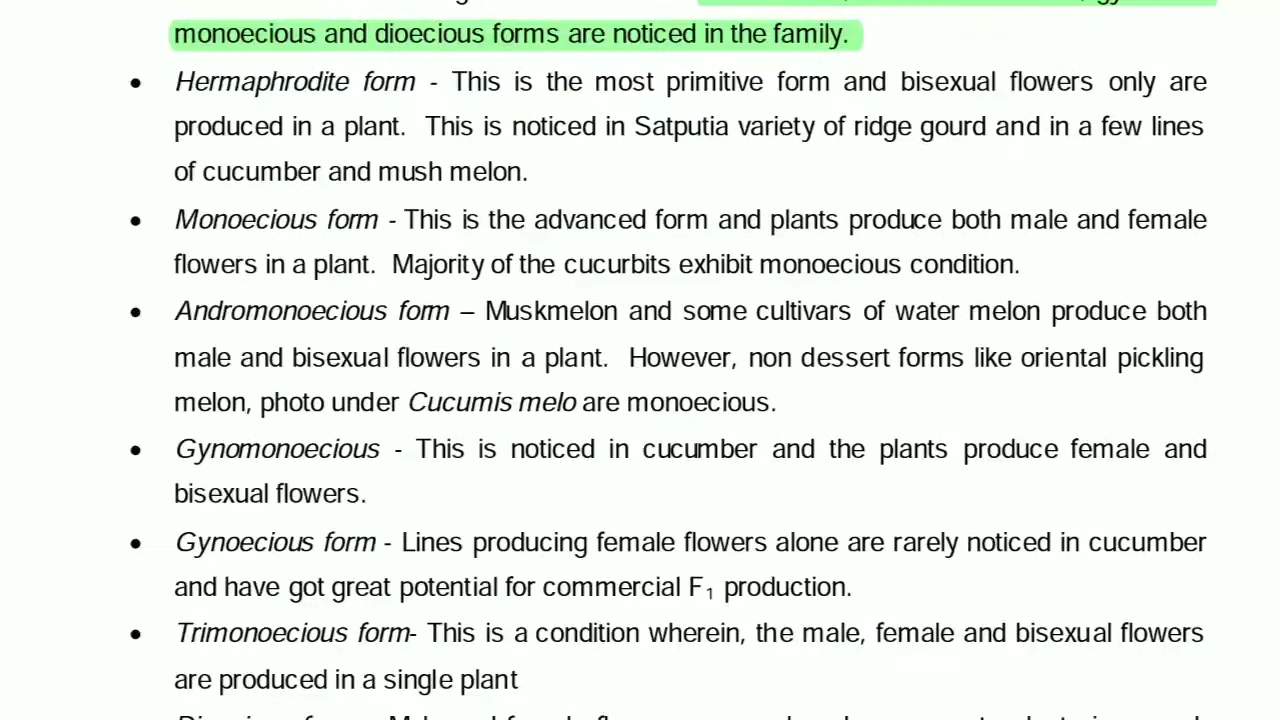 monoecious and dioecious forms are noticed in the family.
• Hermaphrodite form - This is the most primitive form and bisexual flowers only are
produced in a plant. This is noticed in Satputia variety of ridge gourd and in a few lines
of cucumber and mush melon.
• Monoecious form - This is the advanced form and plants produce both male and female
flowers in a plant. Majority of the cucurbits exhibit monoecious condition.
• Andromonoecious form – Muskmelon and some cultivars of water melon produce both
male and bisexual flowers in a plant. However, non dessert forms like oriental pickling
melon, photo under Cucumis melo are monoecious.
• Gynomonoecious - This is noticed in cucumber and the plants produce female and
bisexual flowers.
• Gynoecious form - Lines producing female flowers alone are rarely noticed in cucumber
and have got great potential for commercial F₁ production.
• Trimonoecious form- This is a condition wherein, the male, female and bisexual flowers
are produced in a single plant